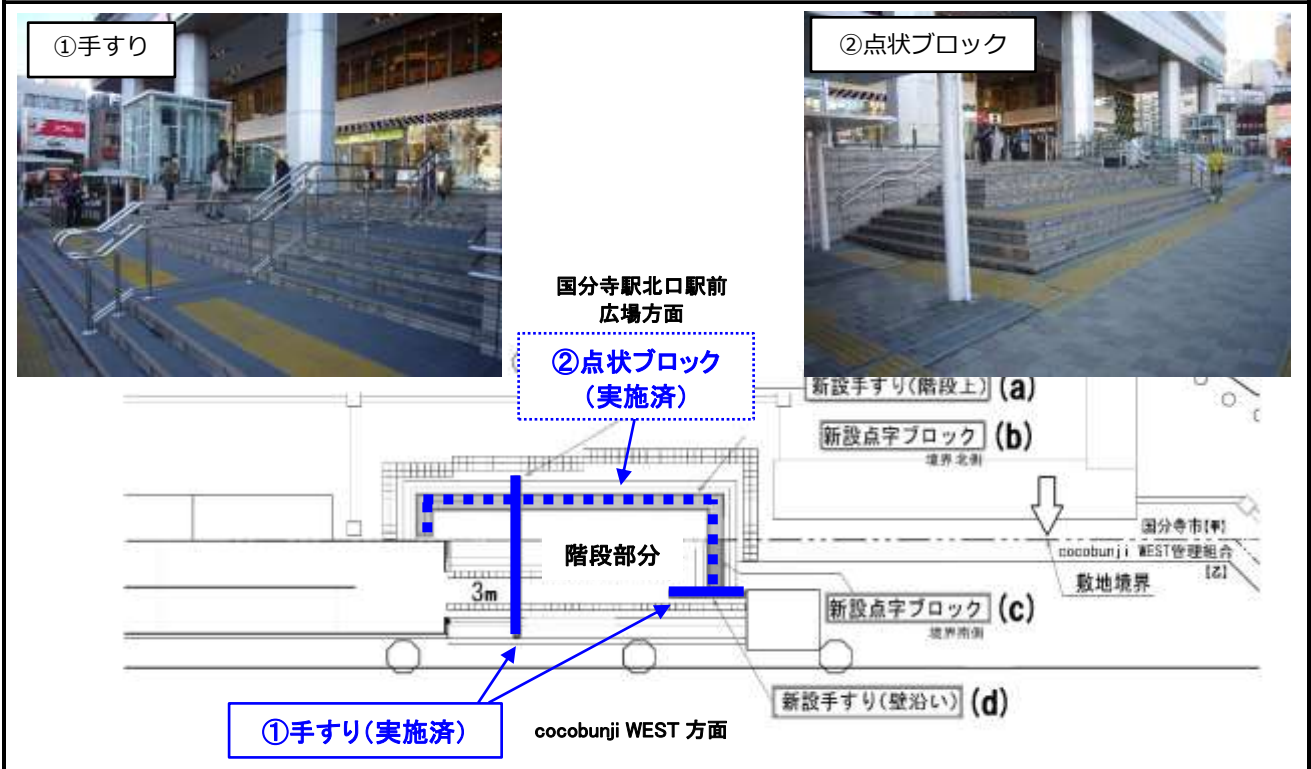 ①手すり
②点状ブロック
国分寺駅北口駅前
広場方面
②点状ブロック
(実施済)
新設手すり(階段上) (a)
新設点字ブロック (b)
境界北側
国分寺市【甲】
cocobunji WEST管理組合
【乙】
敷地境界
階段部分
3m
新設点字ブロック (c)
境界南側
新設手すり(壁沿い) (d)
①手すり(実施済)
cocobunji WEST 方面